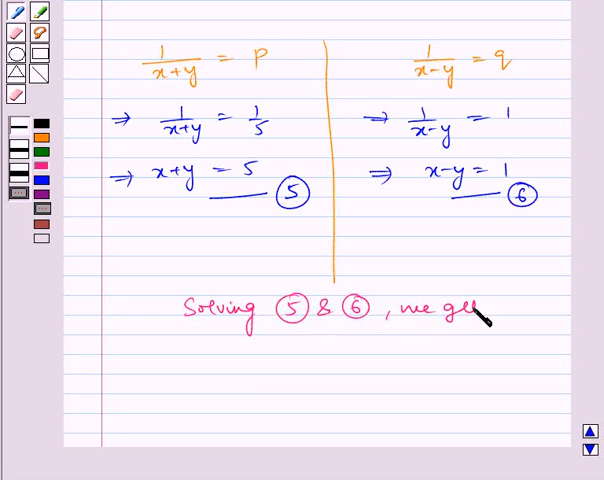 1/(x+y) = p
1/(x-y) = q
⇒ 1/(x+y) = 1/5
⇒ 1/(x-y) = 1
⇒ x+y = 5 —— ⑤
⇒ x-y = 1 —— ⑥
Solving ⑤ & ⑥, we get